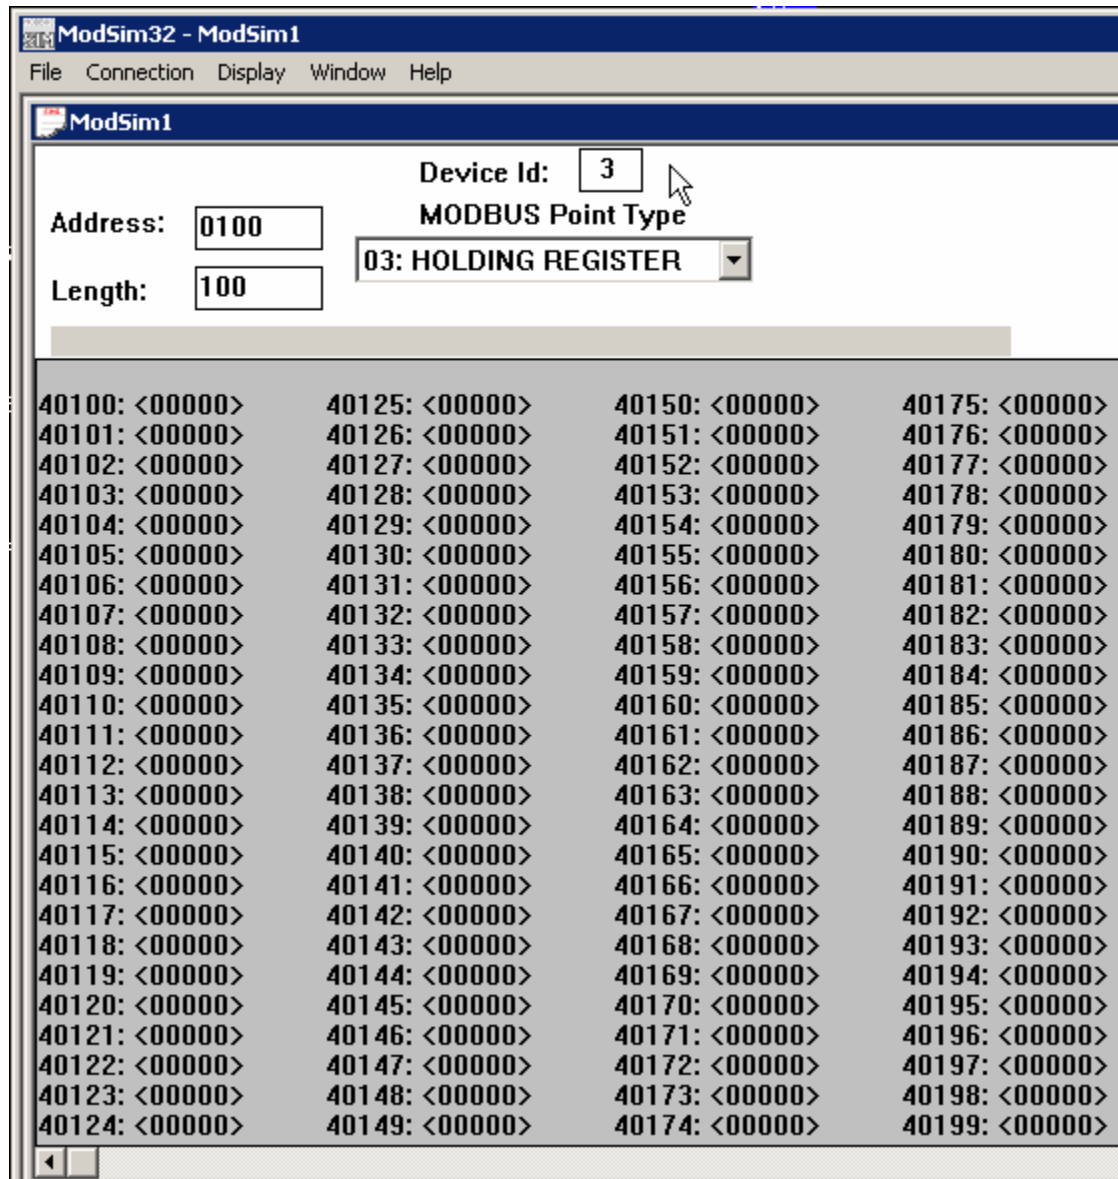 ModSim32 - ModSim1
File Connection Display Window Help
ModSim1
Device Id: 3
Address: 0100
MODBUS Point Type
03: HOLDING REGISTER
Length: 100
40100: <00000> 40125: <00000> 40150: <00000> 40175: <00000>
40101: <00000> 40126: <00000> 40151: <00000> 40176: <00000>
40102: <00000> 40127: <00000> 40152: <00000> 40177: <00000>
40103: <00000> 40128: <00000> 40153: <00000> 40178: <00000>
40104: <00000> 40129: <00000> 40154: <00000> 40179: <00000>
40105: <00000> 40130: <00000> 40155: <00000> 40180: <00000>
40106: <00000> 40131: <00000> 40156: <00000> 40181: <00000>
40107: <00000> 40132: <00000> 40157: <00000> 40182: <00000>
40108: <00000> 40133: <00000> 40158: <00000> 40183: <00000>
40109: <00000> 40134: <00000> 40159: <00000> 40184: <00000>
40110: <00000> 40135: <00000> 40160: <00000> 40185: <00000>
40111: <00000> 40136: <00000> 40161: <00000> 40186: <00000>
40112: <00000> 40137: <00000> 40162: <00000> 40187: <00000>
40113: <00000> 40138: <00000> 40163: <00000> 40188: <00000>
40114: <00000> 40139: <00000> 40164: <00000> 40189: <00000>
40115: <00000> 40140: <00000> 40165: <00000> 40190: <00000>
40116: <00000> 40141: <00000> 40166: <00000> 40191: <00000>
40117: <00000> 40142: <00000> 40167: <00000> 40192: <00000>
40118: <00000> 40143: <00000> 40168: <00000> 40193: <00000>
40119: <00000> 40144: <00000> 40169: <00000> 40194: <00000>
40120: <00000> 40145: <00000> 40170: <00000> 40195: <00000>
40121: <00000> 40146: <00000> 40171: <00000> 40196: <00000>
40122: <00000> 40147: <00000> 40172: <00000> 40197: <00000>
40123: <00000> 40148: <00000> 40173: <00000> 40198: <00000>
40124: <00000> 40149: <00000> 40174: <00000> 40199: <00000>